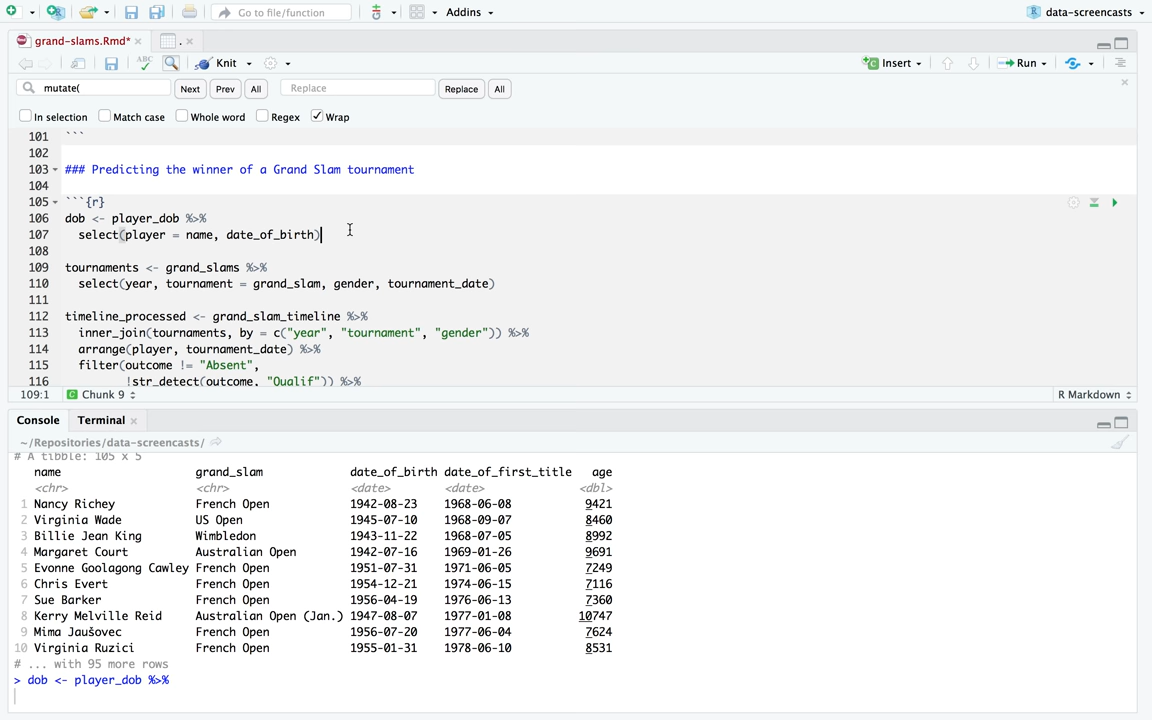 Go to file/function Addins data-screencasts
grand-slams.Rmd* × . ×
ABC Knit Insert Run
mutate( Next Prev All Replace Replace All
In selection Match case Whole word Regex Wrap
101 ```
102
103 ### Predicting the winner of a Grand Slam tournament
104
105 ```{r}
106 dob <- player_dob %>%
107 select(player = name, date_of_birth)
108
109 tournaments <- grand_slams %>%
110 select(year, tournament = grand_slam, gender, tournament_date)
111
112 timeline_processed <- grand_slam_timeline %>%
113 inner_join(tournaments, by = c("year", "tournament", "gender")) %>%
114 arrange(player, tournament_date) %>%
115 filter(outcome != "Absent",
116 !str_detect(outcome, "Qualif")) %>%
109:1 Chunk 9 R Markdown
Console Terminal ×
~/Repositories/data-screencasts/
# A tibble: 105 x 5
name grand_slam date_of_birth date_of_first_title age
<chr> <chr> <date> <date> <dbl>
1 Nancy Richey French Open 1942-08-23 1968-06-08 9421
2 Virginia Wade US Open 1945-07-10 1968-09-07 8460
3 Billie Jean King Wimbledon 1943-11-22 1968-07-05 8992
4 Margaret Court Australian Open 1942-07-16 1969-01-26 9691
5 Evonne Goolagong Cawley French Open 1951-07-31 1971-06-05 7249
6 Chris Evert French Open 1954-12-21 1974-06-15 7116
7 Sue Barker French Open 1956-04-19 1976-06-13 7360
8 Kerry Melville Reid Australian Open (Jan.) 1947-08-07 1977-01-08 10747
9 Mima Jaušovec French Open 1956-07-20 1977-06-04 7624
10 Virginia Ruzici French Open 1955-01-31 1978-06-10 8531
# ... with 95 more rows
> dob <- player_dob %>%